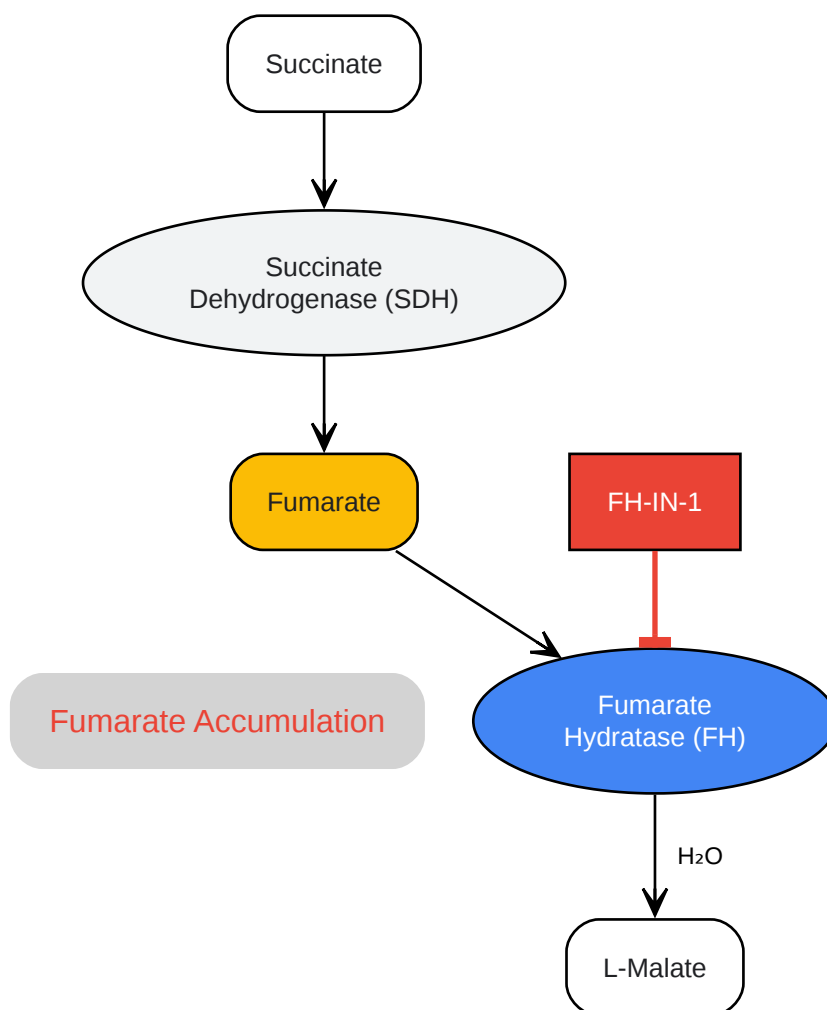 Succinate
Succinate
Dehydrogenase (SDH)
Fumarate
FH-IN-1
Fumarate Accumulation
Fumarate
Hydratase (FH)
H₂O
L-Malate